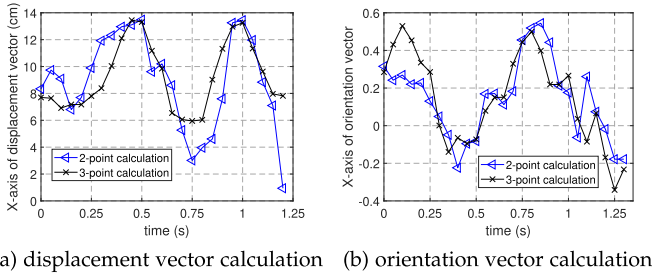 X-axis of displacement vector (cm)
14
12
10
8
6
4
2
0
2-point calculation
3-point calculation
0
0.25
0.5
0.75
1
1.25
time (s)
X-axis of orientation vector
0.6
0.4
0.2
0
-0.2
-0.4
2-point calculation
3-point calculation
0
0.25
0.5
0.75
1
1.25
time (s)
a) displacement vector calculation
(b) orientation vector calculation